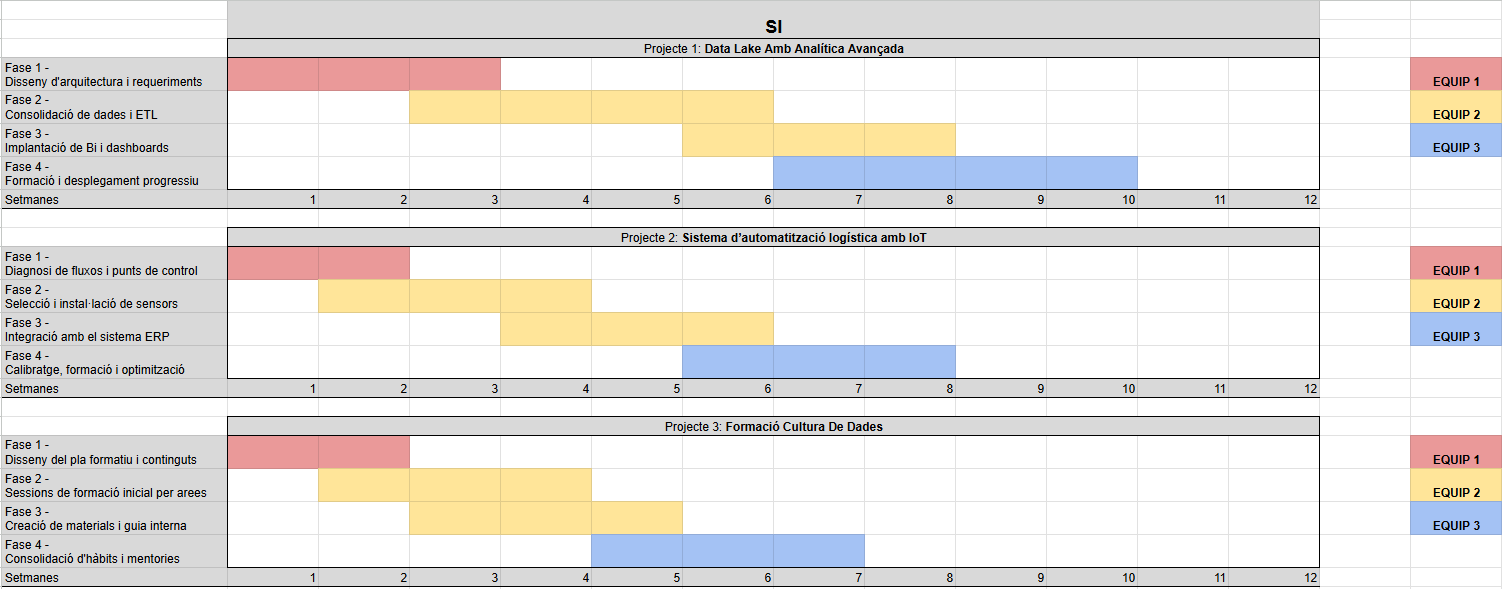 SI
Projecte 1: Data Lake Amb Analítica Avançada
Fase 1 -
Disseny d'arquitectura i requeriments
EQUIP 1
Fase 2 -
Consolidació de dades i ETL
EQUIP 2
Fase 3 -
Implantació de Bi i dashboards
EQUIP 3
Fase 4 -
Formació i desplegament progressiu
Setmanes 1 2 3 4 5 6 7 8 9 10 11 12
Projecte 2: Sistema d'automatització logística amb IoT
Fase 1 -
Diagnosi de fluxos i punts de control
EQUIP 1
Fase 2 -
Selecció i instal·lació de sensors
EQUIP 2
Fase 3 -
Integració amb el sistema ERP
EQUIP 3
Fase 4 -
Calibratge, formació i optimització
Setmanes 1 2 3 4 5 6 7 8 9 10 11 12
Projecte 3: Formació Cultura De Dades
Fase 1 -
Disseny del pla formatiu i continguts
EQUIP 1
Fase 2 -
Sessions de formació inicial per arees
EQUIP 2
Fase 3 -
Creació de materials i guia interna
EQUIP 3
Fase 4 -
Consolidació d'hàbits i mentories
Setmanes 1 2 3 4 5 6 7 8 9 10 11 12